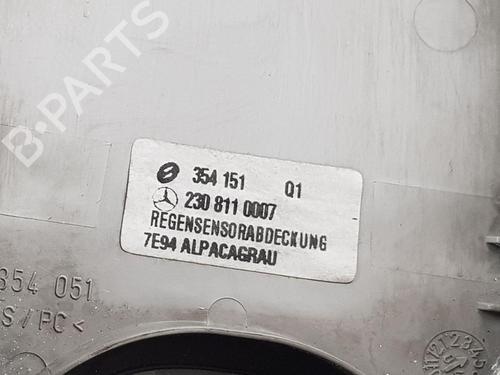 B-PARTS
354 151 Q1
230 811 0007
REGENSENSORABDECKUNG
7E94 ALPACAGRAU
354 051
S/PC<